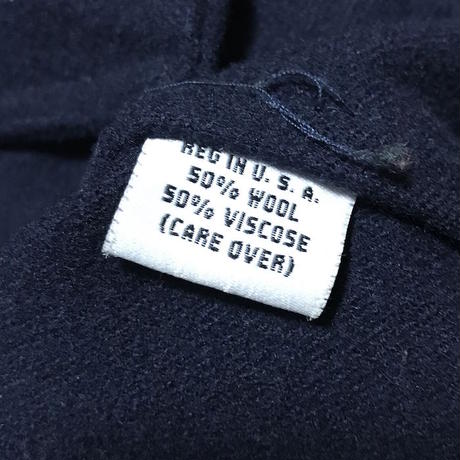 REG IN U. S. A.
50% WOOL
50% VISCOSE
(CARE OVER)